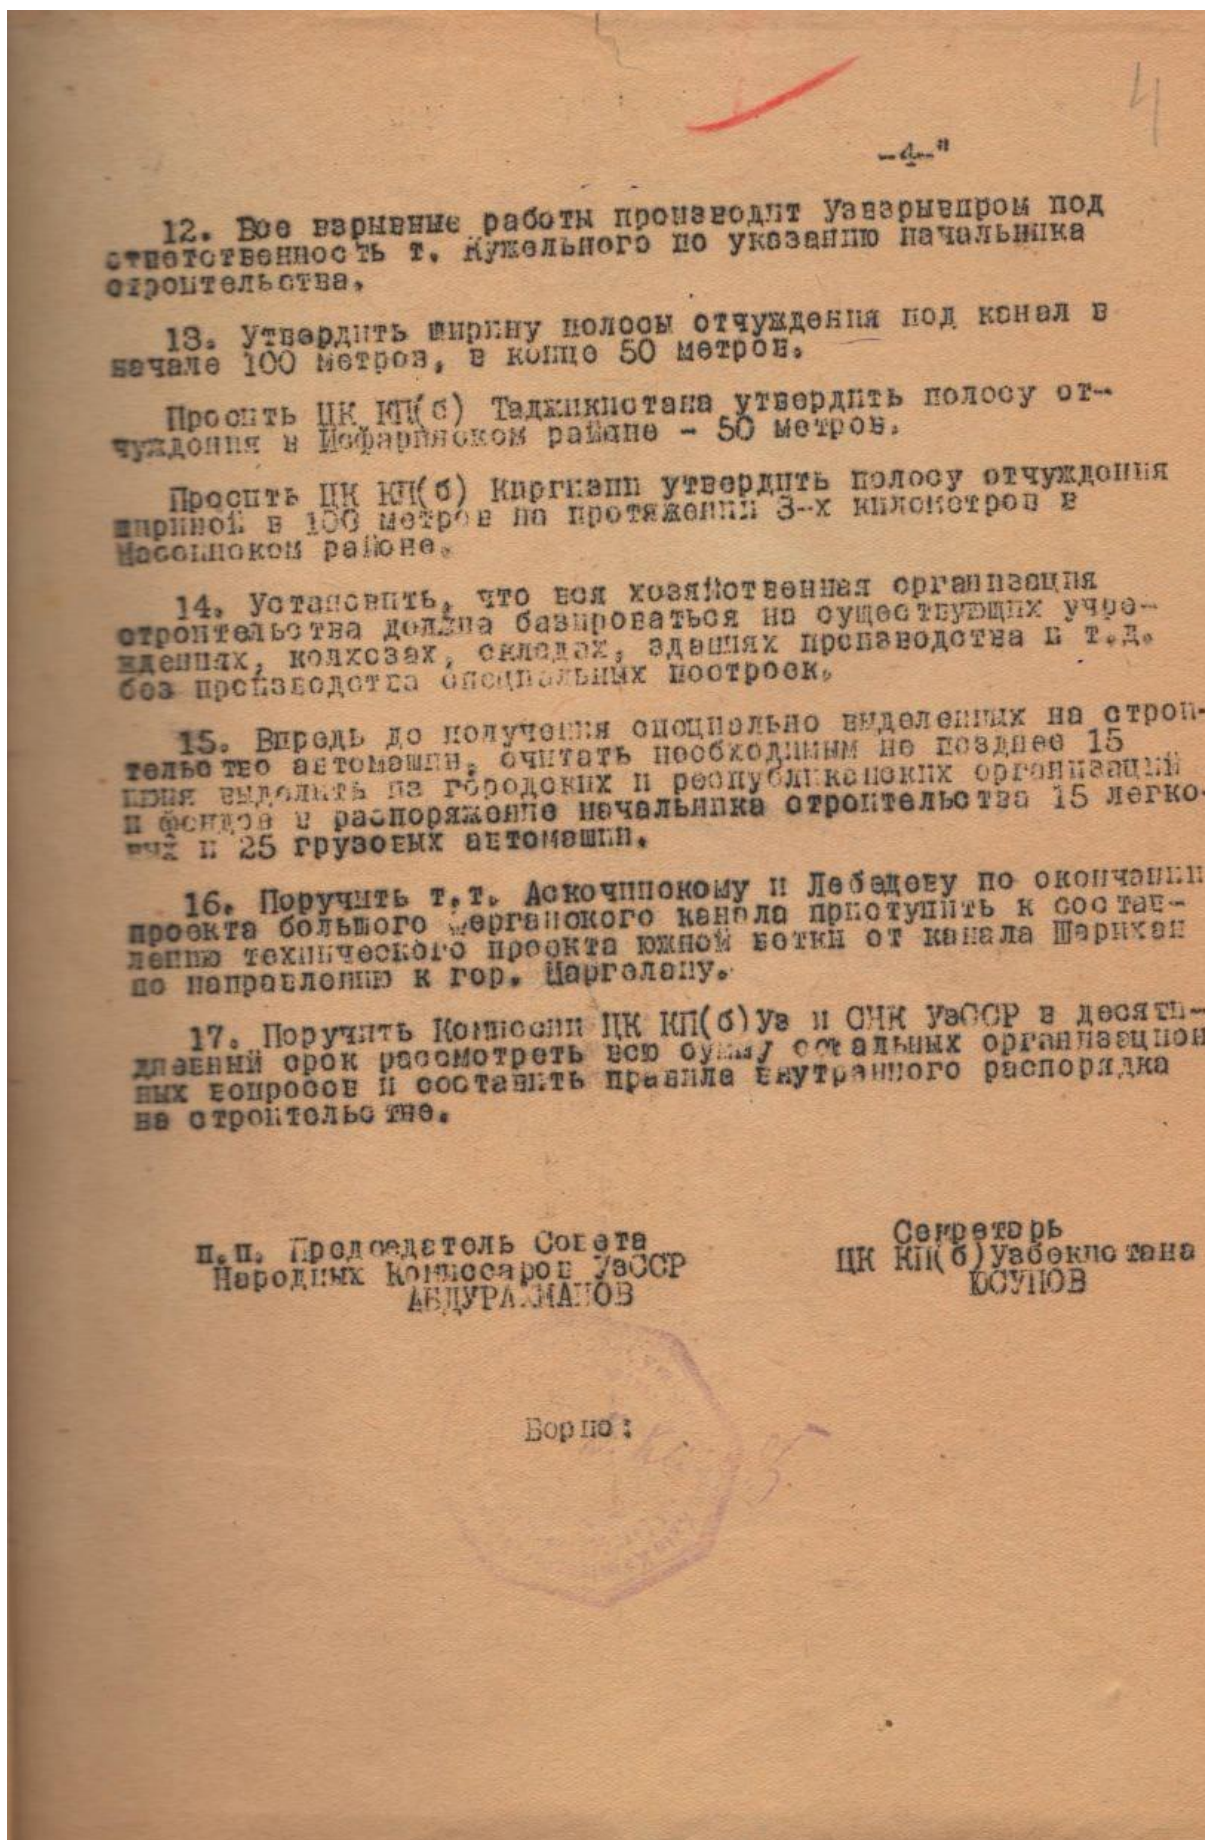 4
-4-"
12. Все взрывные работы производит Узвзрывпром под
ответственность т. Кужельного по указанию начальника
строительства.
13. Утвердить ширину полосы отчуждения под канал в
начале 100 метров, в конце 50 метров.
Просить ЦК КП(б) Таджикистана утвердить полосу от-
чуждения в Исфаринском районе - 50 метров.
Просить ЦК КП(б) Киргизии утвердить полосу отчуждения
шириной в 100 метров на протяжении 3-х километров в
районе.
14. Установить, что вся хозяйственная организация
строительства должна базироваться на существующих учре-
ждениях, колхозах, складах, зданиях производства и т.д.
без производства специальных построек.
15. Впредь до получения специально выделенных на строи-
тельство автомашин, считать необходимым не позднее 15
выделить из городских и республиканских организаций
и фондов в распоряжение начальника строительства 15 легко-
вых и 25 грузовых автомашин.
16. Поручить т.т. Аскочинскому и Лебедеву по окончании
проекта большого Ферганского канала приступить к состав-
лению технического проекта южной ветки от канала Шарихан
по направлению к гор. Маргелану.
17. Поручить Комиссии ЦК КП(б)Уз и СНК УзССР в десяти-
дневный срок рассмотреть всю сумму остальных организацион
ных вопросов и составить правила внутраннего распорядка
на строительстве.
п.п. Председатель Совета
Народных Комиссаров УзССР
АБДУРАХМАНОВ
Секретарь
ЦК КП(б)Узбекистана
ЮСУПОВ
Верно: